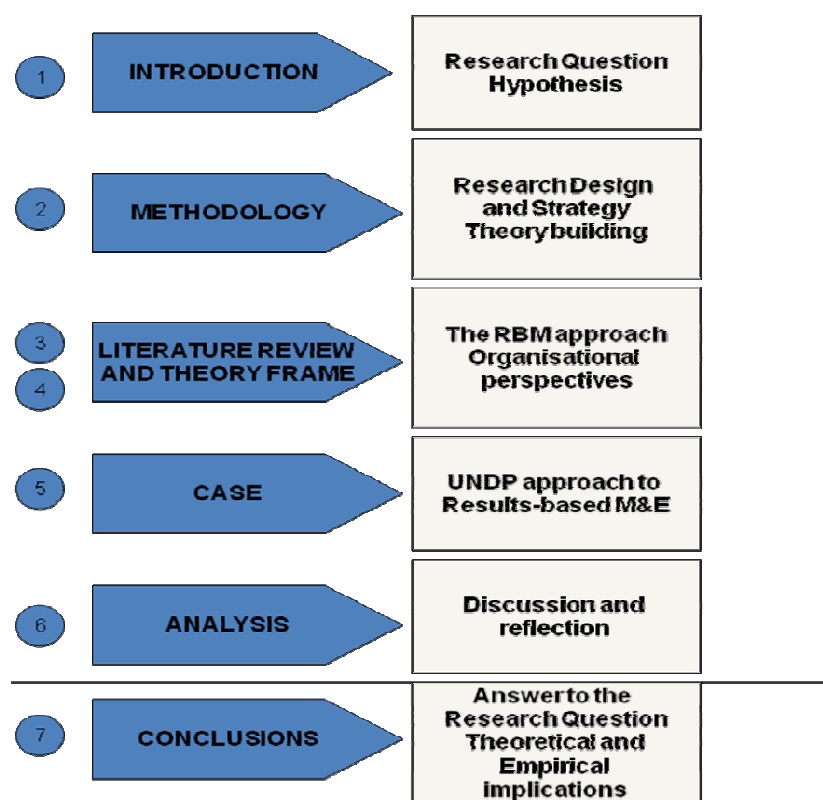 1
INTRODUCTION
Research Question
Hypothesis
2
METHODOLOGY
Research Design
and Strategy
Theory building
3
4
LITERATURE REVIEW
AND THEORY FRAME
The RBM approach
Organisational
perspectives
5
CASE
UNDP approach to
Results-based M&E
6
ANALYSIS
Discussion and
reflection
7
CONCLUSIONS
Answer to the
Research Question
Theoretical and
Empirical
implications